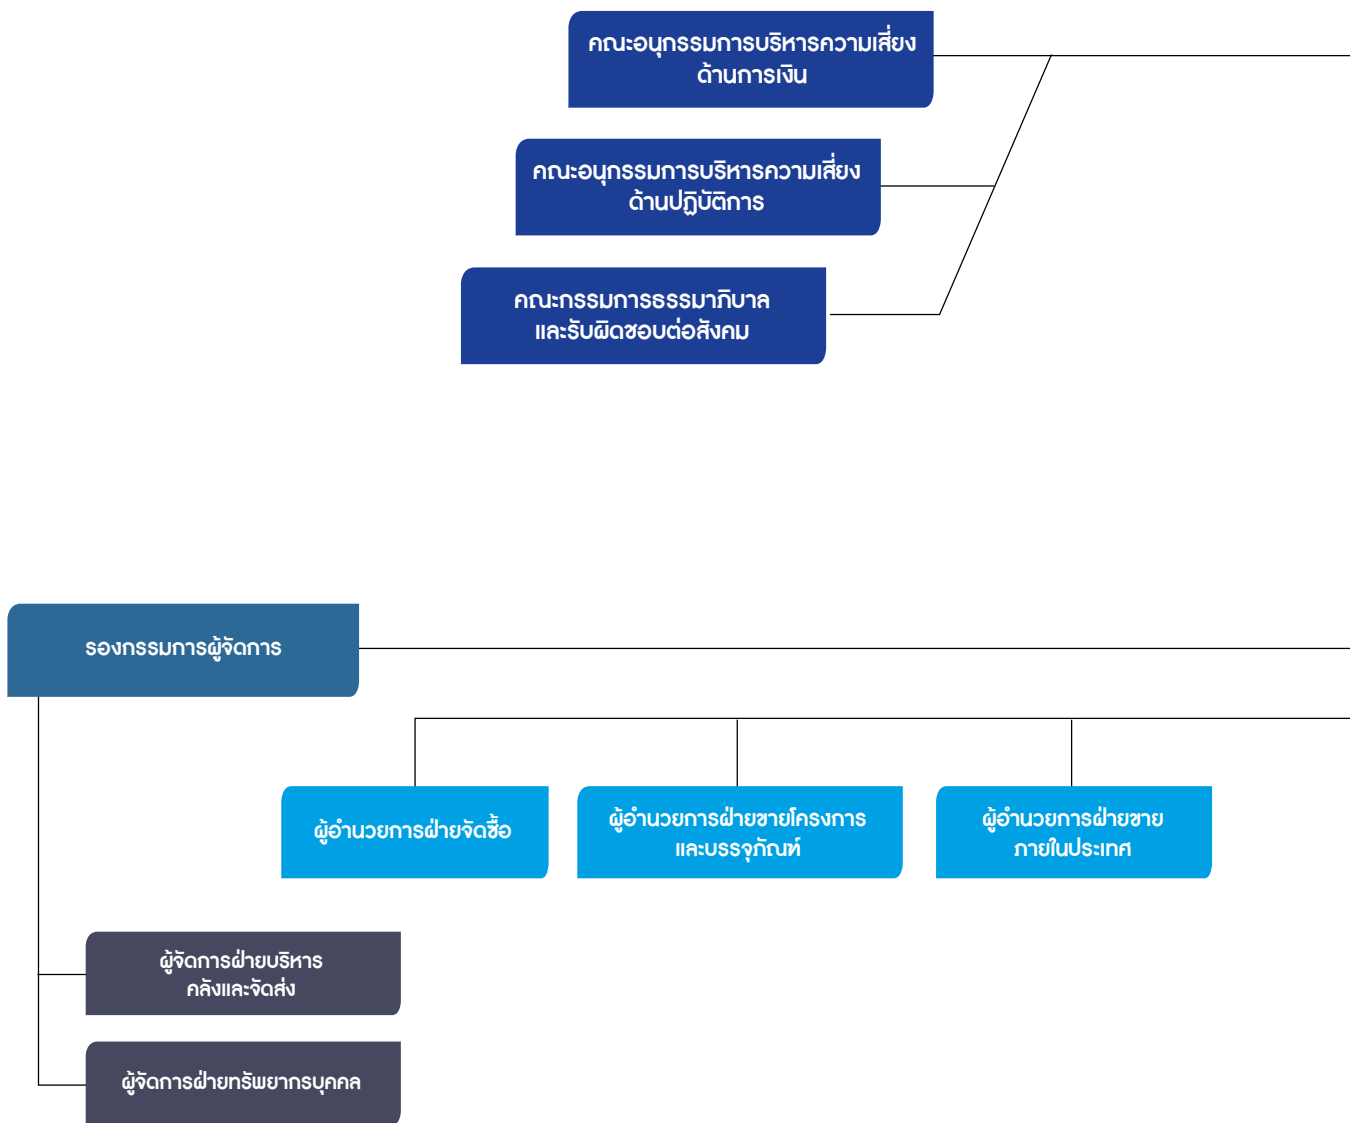 คณะอนุกรรมการบริหารความเสี่ยง
ด้านการเงิน
คณะอนุกรรมการบริหารความเสี่ยง
ด้านปฏิบัติการ
คณะกรรมการธรรมาภิบาล
และรับผิดชอบต่อสังคม
รองกรรมการผู้จัดการ
ผู้อำนวยการฝ่ายจัดซื้อ
ผู้อำนวยการฝ่ายขายโครงการ
และบรรจุภัณฑ์
ผู้อำนวยการฝ่ายขาย
ภายในประเทศ
ผู้จัดการฝ่ายบริหาร
คลังและจัดส่ง
ผู้จัดการฝ่ายทรัพยากรบุคคล